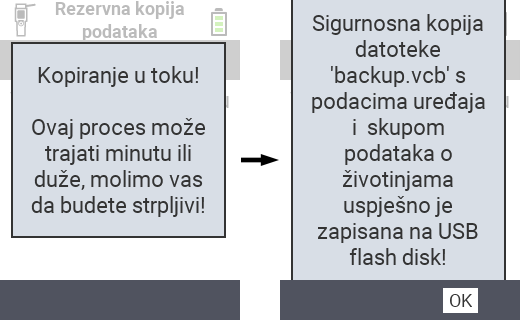 Rezervna kopija
podataka
Kopiranje u toku!
Ovaj proces može
trajati minutu ili
duže, molimo vas
da budete strpljivi!
Sigurnosna kopija
datoteke
'backup.vcb' s
podacima uređaja
i skupom
podataka o
životinjama
uspješno je
zapisana na USB
flash disk!
OK